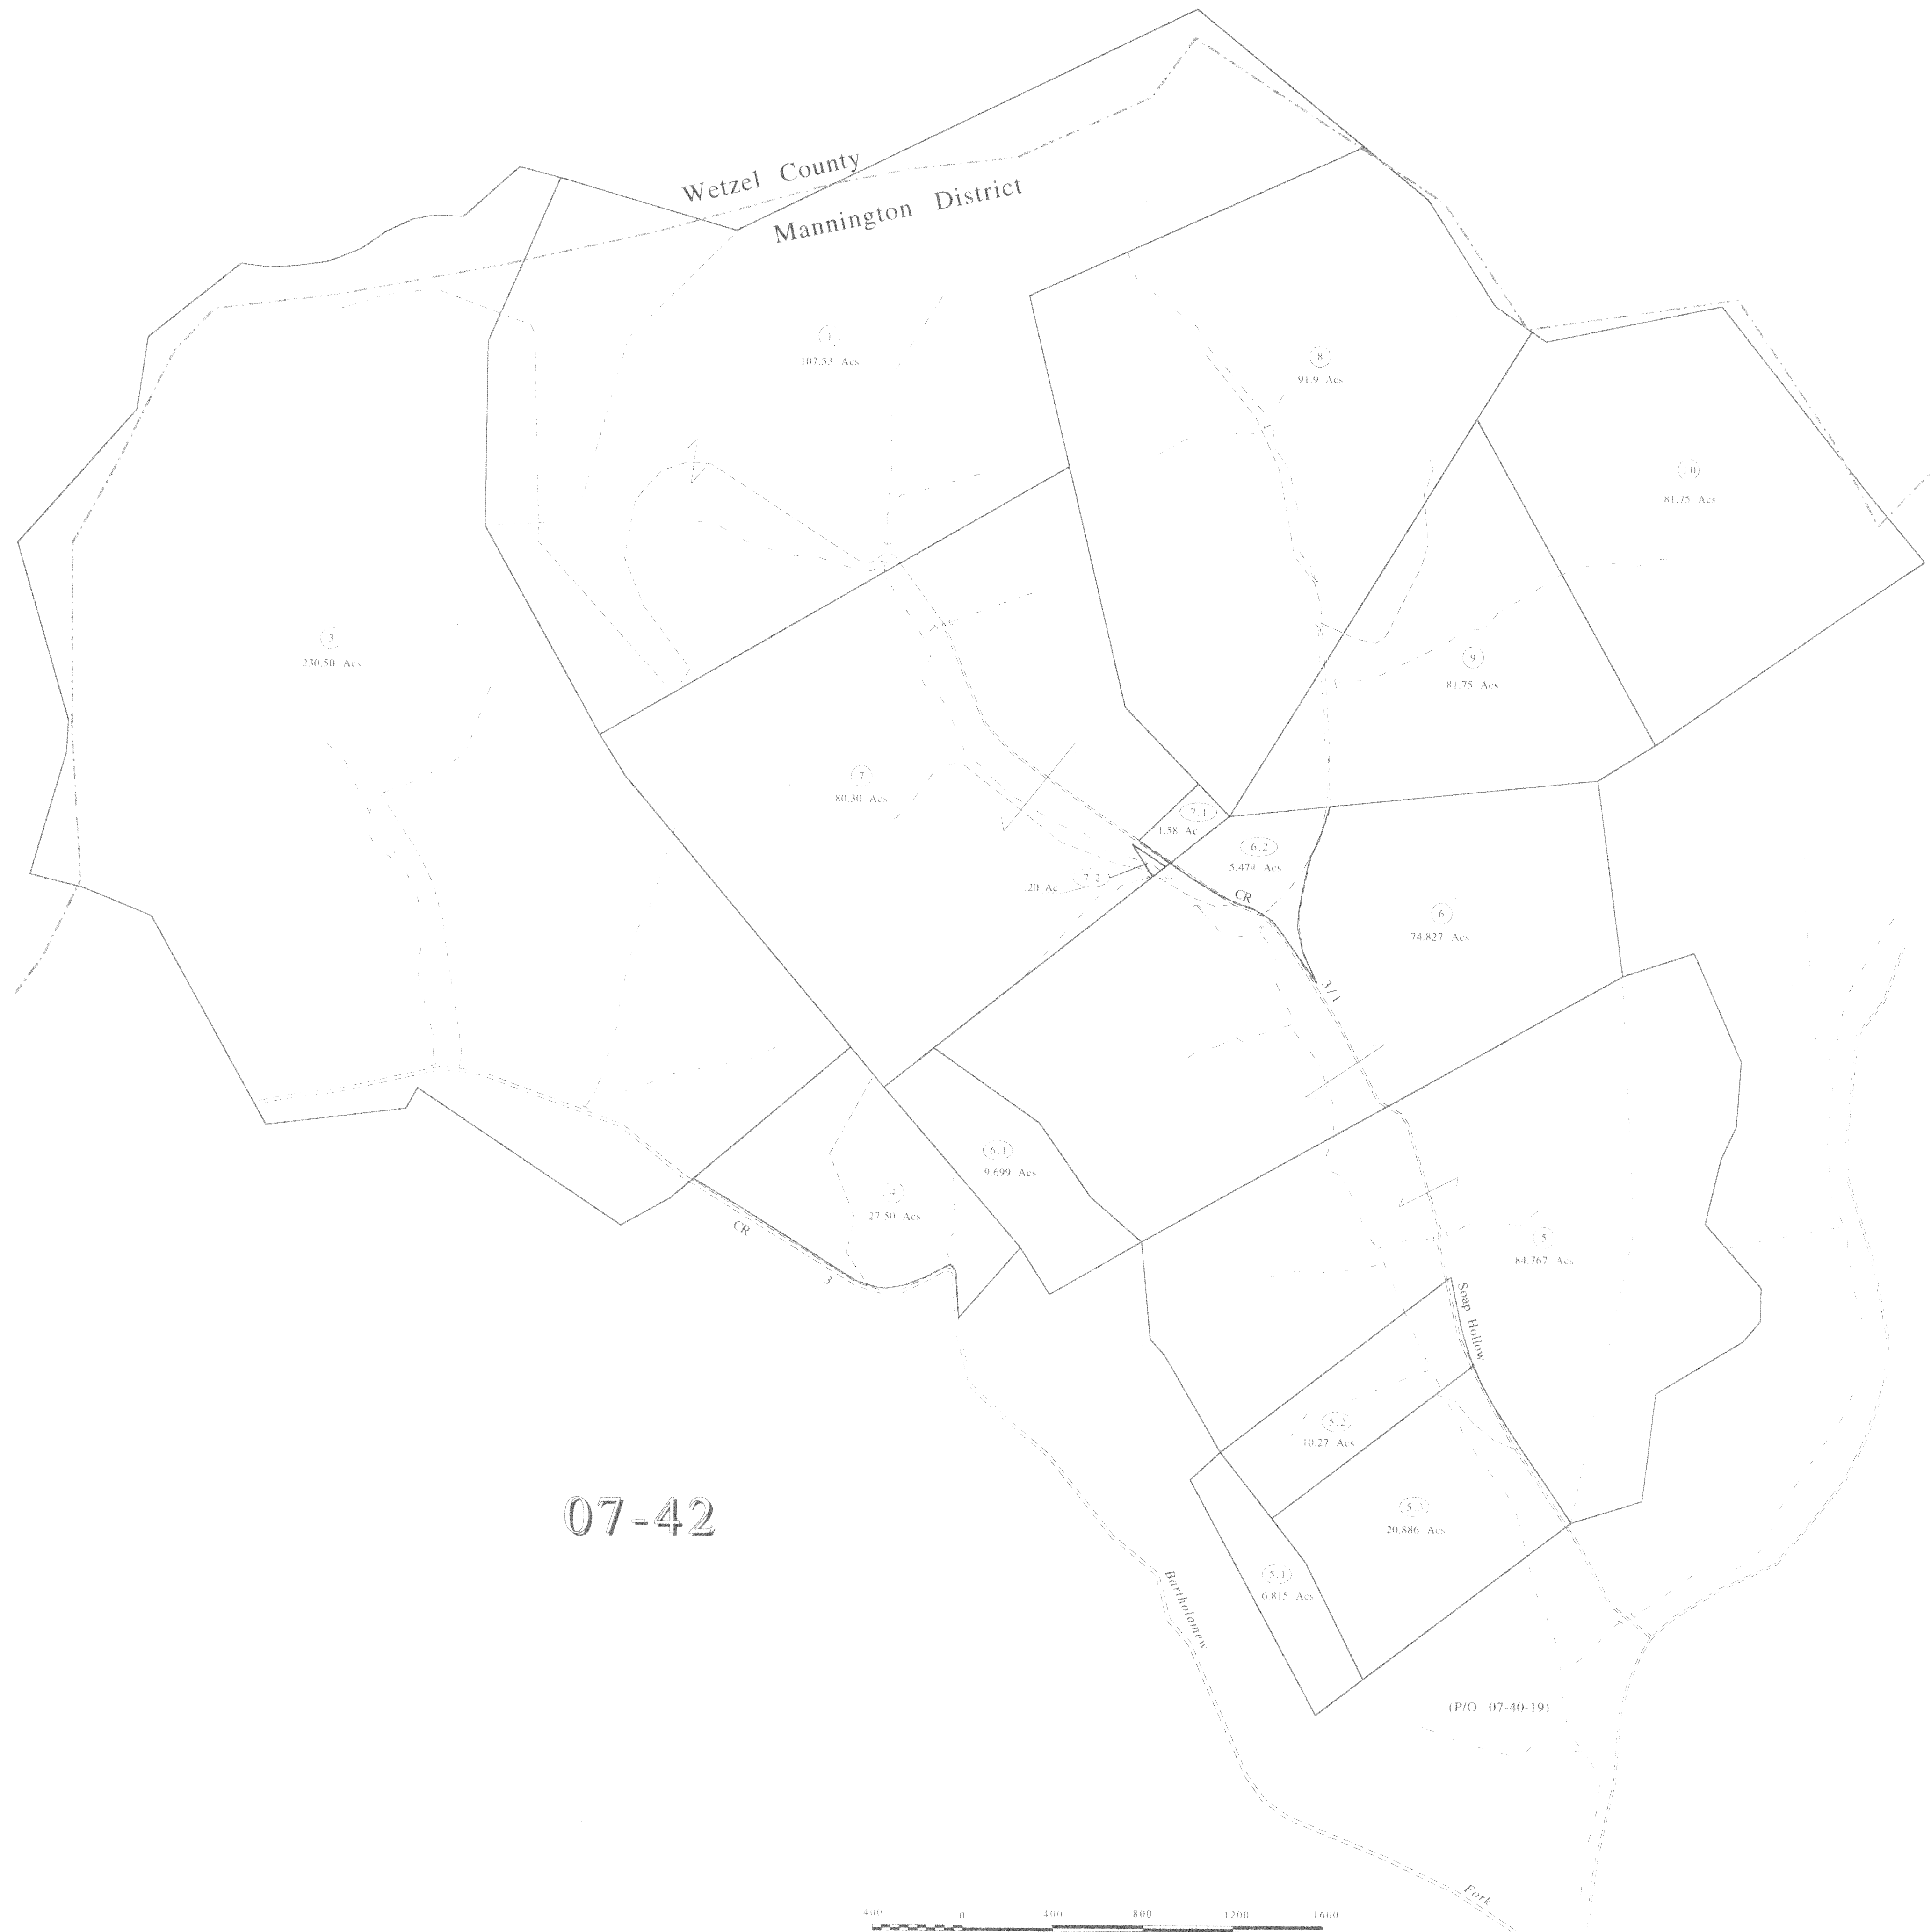 Wetzel County
Mannington District
1
107.53 Acs
8
91.9 Acs
10
81.75 Acs
3
230.50 Acs
9
81.75 Acs
7
80.30 Acs
7.1
1.58 Ac
6.2
5.474 Acs
7.2
.20 Ac
CR
6
74.827 Acs
3/1
6.1
9.699 Acs
4
27.50 Acs
CR
3
5
84.767 Acs
Soap Hollow
5.2
10.27 Acs
07-42
5.3
20.886 Acs
5.1
6.815 Acs
Bartholomew
(P/O 07-40-19)
Fork
400 0 400 800 1200 1600